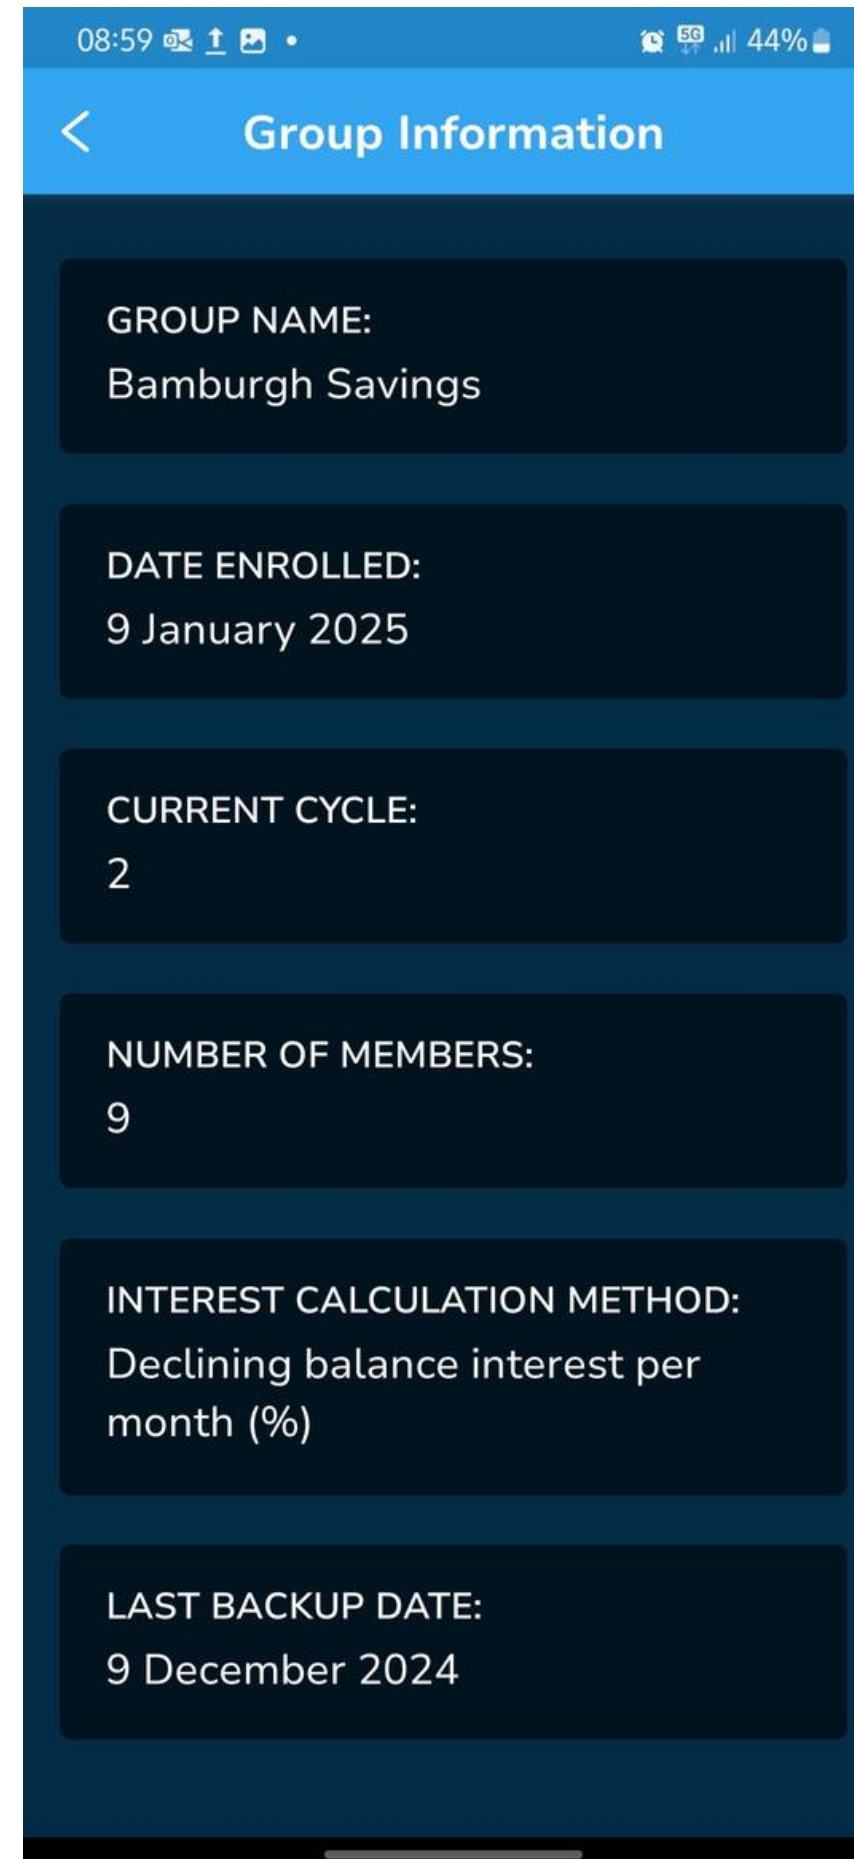 08:59
5G 44%
Group Information
GROUP NAME:
Bamburgh Savings
DATE ENROLLED:
9 January 2025
CURRENT CYCLE:
2
NUMBER OF MEMBERS:
9
INTEREST CALCULATION METHOD:
Declining balance interest per
month (%)
LAST BACKUP DATE:
9 December 2024